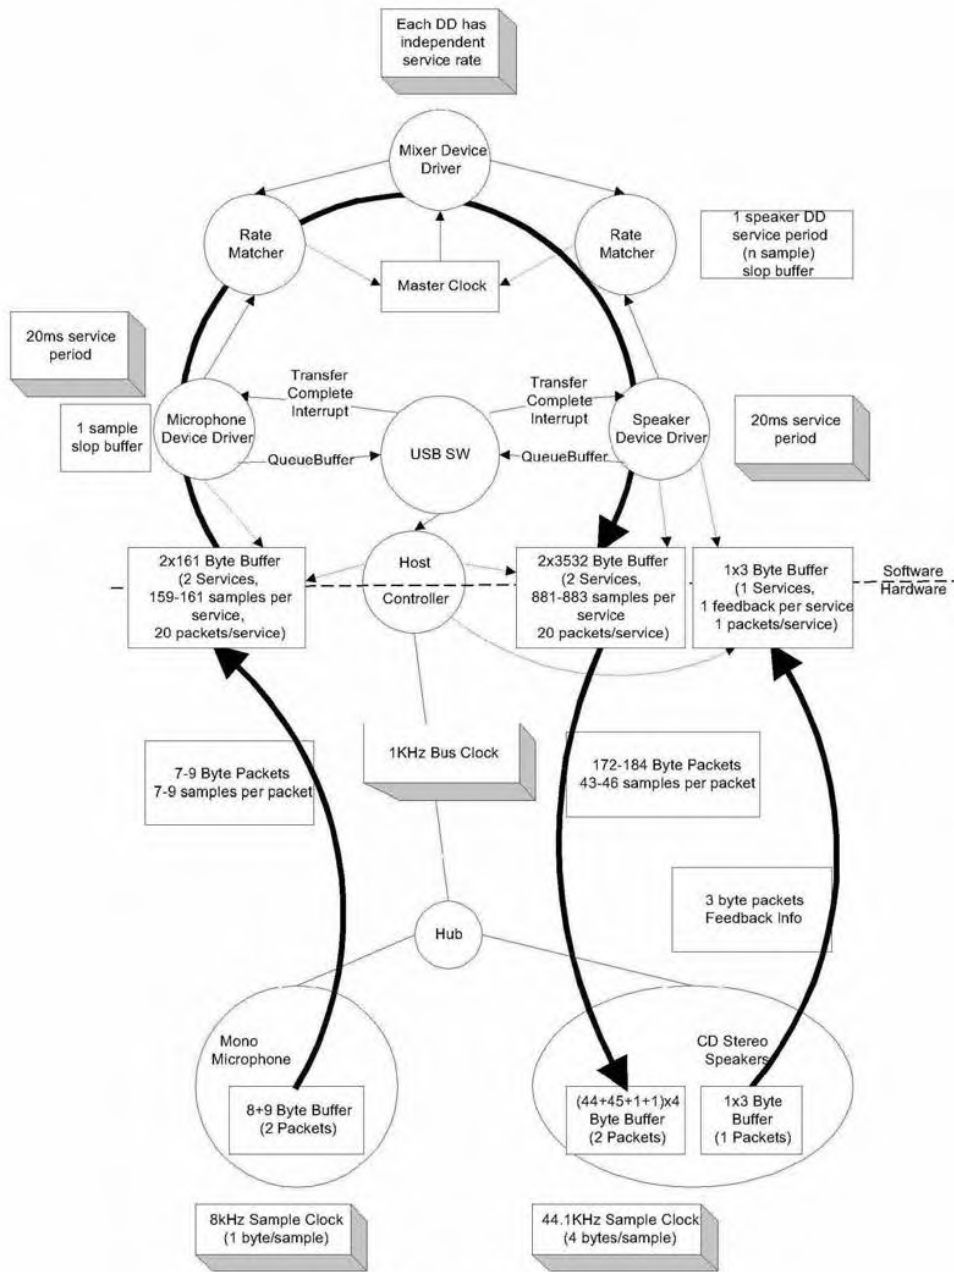 Each DD has
independent
service rate
Mixer Device
Driver
Rate
Matcher
Rate
Matcher
1 speaker DD
service period
(n sample)
slop buffer
Master Clock
20ms service
period
Transfer
Complete
Interrupt
Transfer
Complete
Interrupt
1 sample
slop buffer
Microphone
Device Driver
USB SW
Speaker
Device Driver
20ms service
period
QueueBuffer
QueueBuffer
2x161 Byte Buffer
(2 Services,
159-161 samples per
service,
20 packets/service)
Host
Controller
2x3532 Byte Buffer
(2 Services,
881-883 samples per
service
20 packets/service)
1x3 Byte Buffer
(1 Services,
1 feedback per service
1 packets/service)
Software
Hardware
1KHz Bus Clock
7-9 Byte Packets
7-9 samples per packet
172-184 Byte Packets
43-46 samples per packet
3 byte packets
Feedback Info
Hub
Mono
Microphone
CD Stereo
Speakers
8+9 Byte Buffer
(2 Packets)
(44+45+1+1)x4
Byte Buffer
(2 Packets)
1x3 Byte
Buffer
(1 Packets)
8kHz Sample Clock
(1 byte/sample)
44.1KHz Sample Clock
(4 bytes/sample)